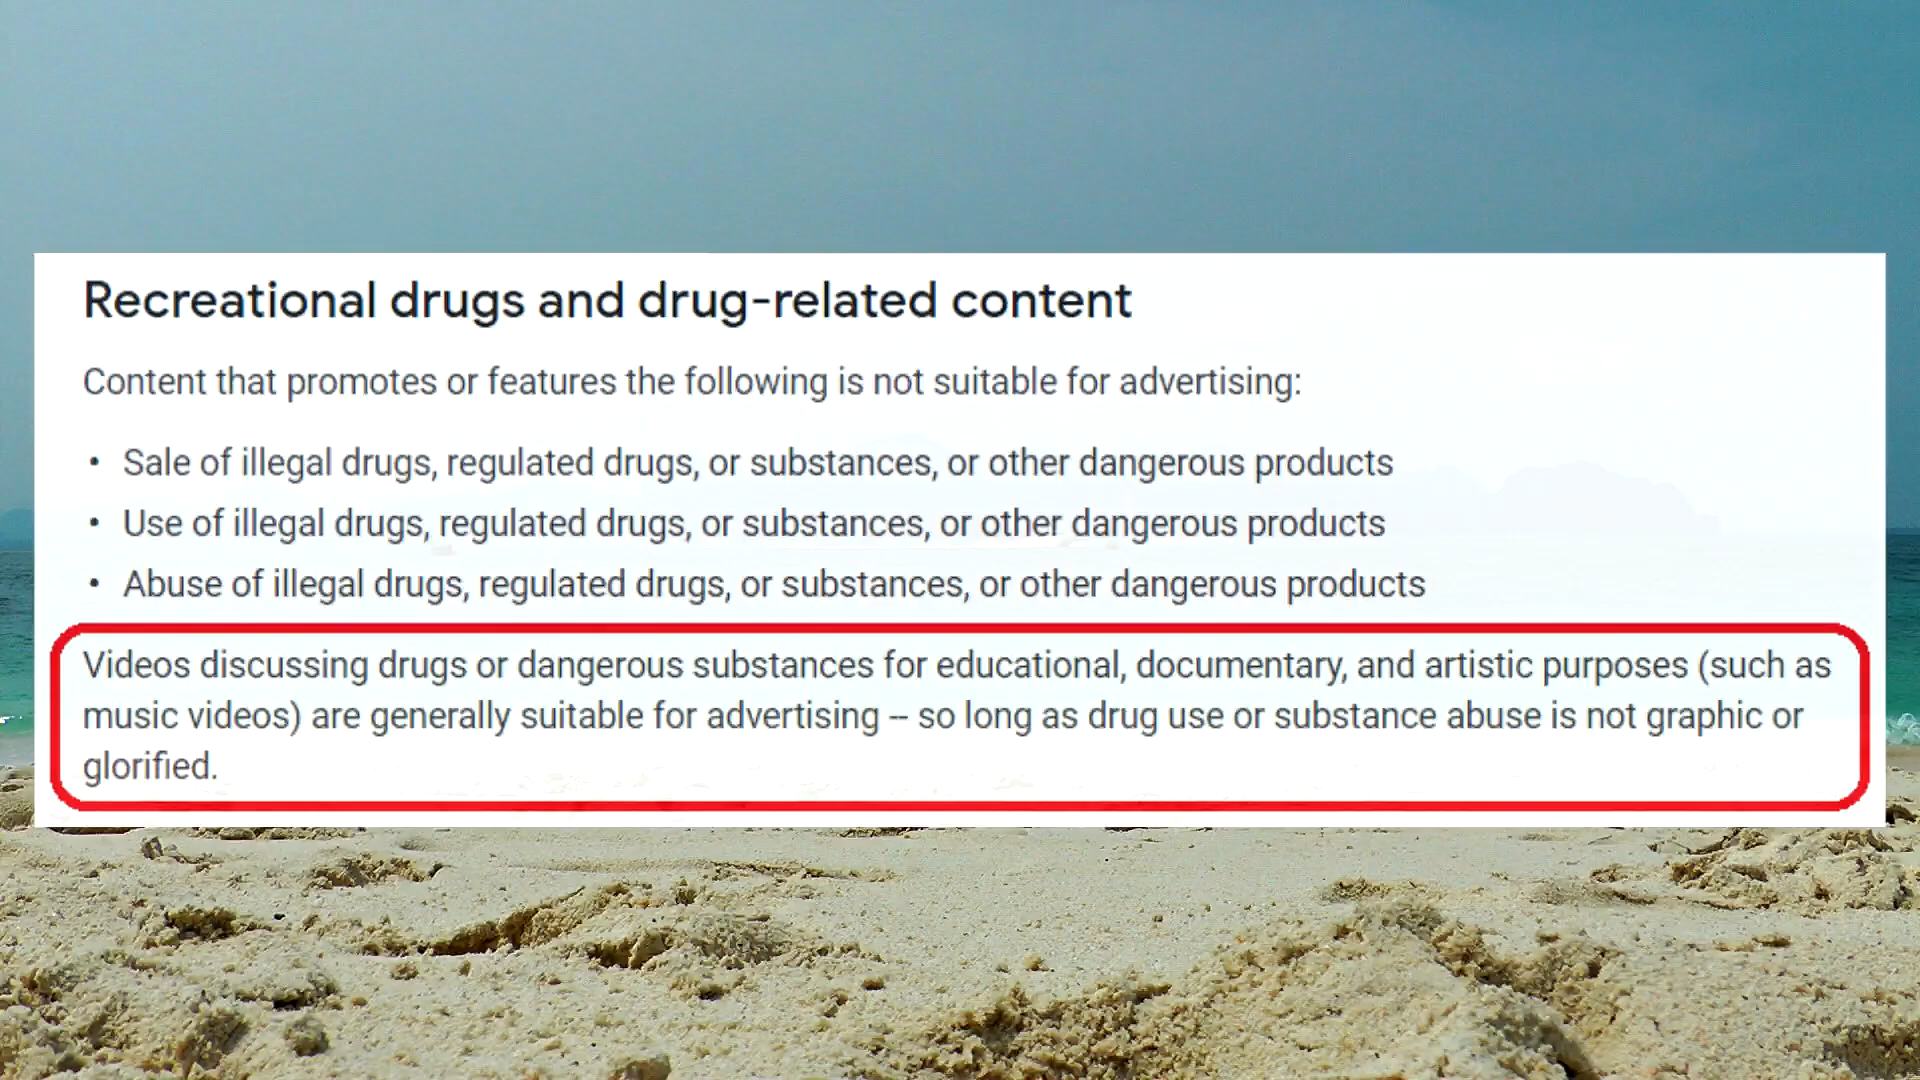 Recreational drugs and drug-related content
Content that promotes or features the following is not suitable for advertising:
• Sale of illegal drugs, regulated drugs, or substances, or other dangerous products
• Use of illegal drugs, regulated drugs, or substances, or other dangerous products
• Abuse of illegal drugs, regulated drugs, or substances, or other dangerous products
Videos discussing drugs or dangerous substances for educational, documentary, and artistic purposes (such as
music videos) are generally suitable for advertising -- so long as drug use or substance abuse is not graphic or
glorified.